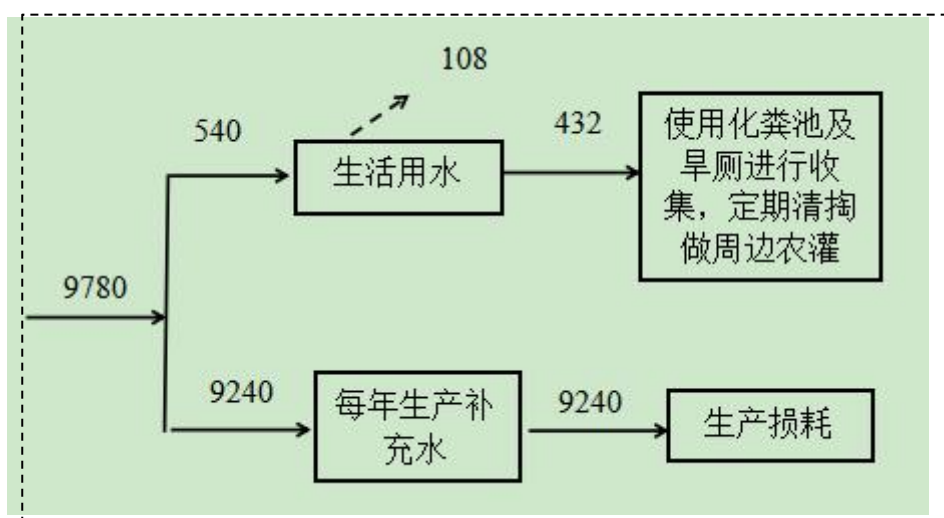 108
540
生活用水
432
使用化粪池及
旱厕进行收
集，定期清掏
做周边农灌
9780
9240
每年生产补
充水
9240
生产损耗